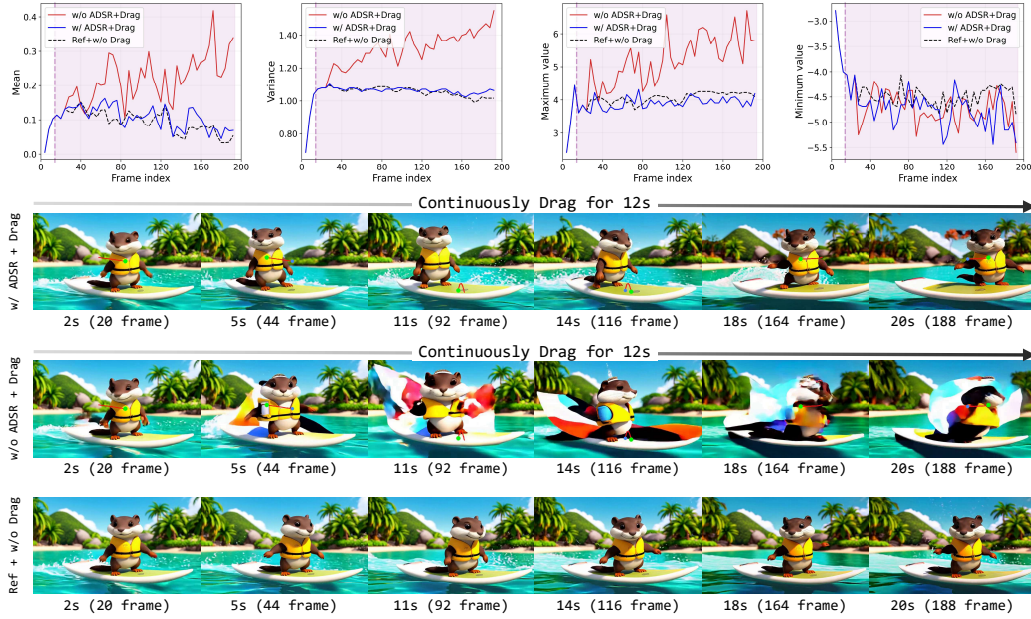 w/o ADSR+Drag
w/ ADSR+Drag
Ref+w/o Drag
Mean
0.4
0.3
0.2
0.1
0.0
0 40 80 120 160 200
Frame index
w/o ADSR+Drag
w/ ADSR+Drag
Ref+w/o Drag
Variance
1.40
1.20
1.00
0.80
0 40 80 120 160 200
Frame index
w/o ADSR+Drag
w/ ADSR+Drag
Ref+w/o Drag
Maximum value
6
5
4
3
2
0 40 80 120 160 200
Frame index
w/o ADSR+Drag
w/ ADSR+Drag
Ref+w/o Drag
Minimum value
−3.0
−3.5
−4.0
−4.5
−5.0
−5.5
0 40 80 120 160 200
Frame index
Continuously Drag for 12s
w/ ADSR + Drag
2s (20 frame) 5s (44 frame) 11s (92 frame) 14s (116 frame) 18s (164 frame) 20s (188 frame)
Continuously Drag for 12s
w/o ADSR + Drag
2s (20 frame) 5s (44 frame) 11s (92 frame) 14s (116 frame) 18s (164 frame) 20s (188 frame)
Ref + w/o Drag
2s (20 frame) 5s (44 frame) 11s (92 frame) 14s (116 frame) 18s (164 frame) 20s (188 frame)